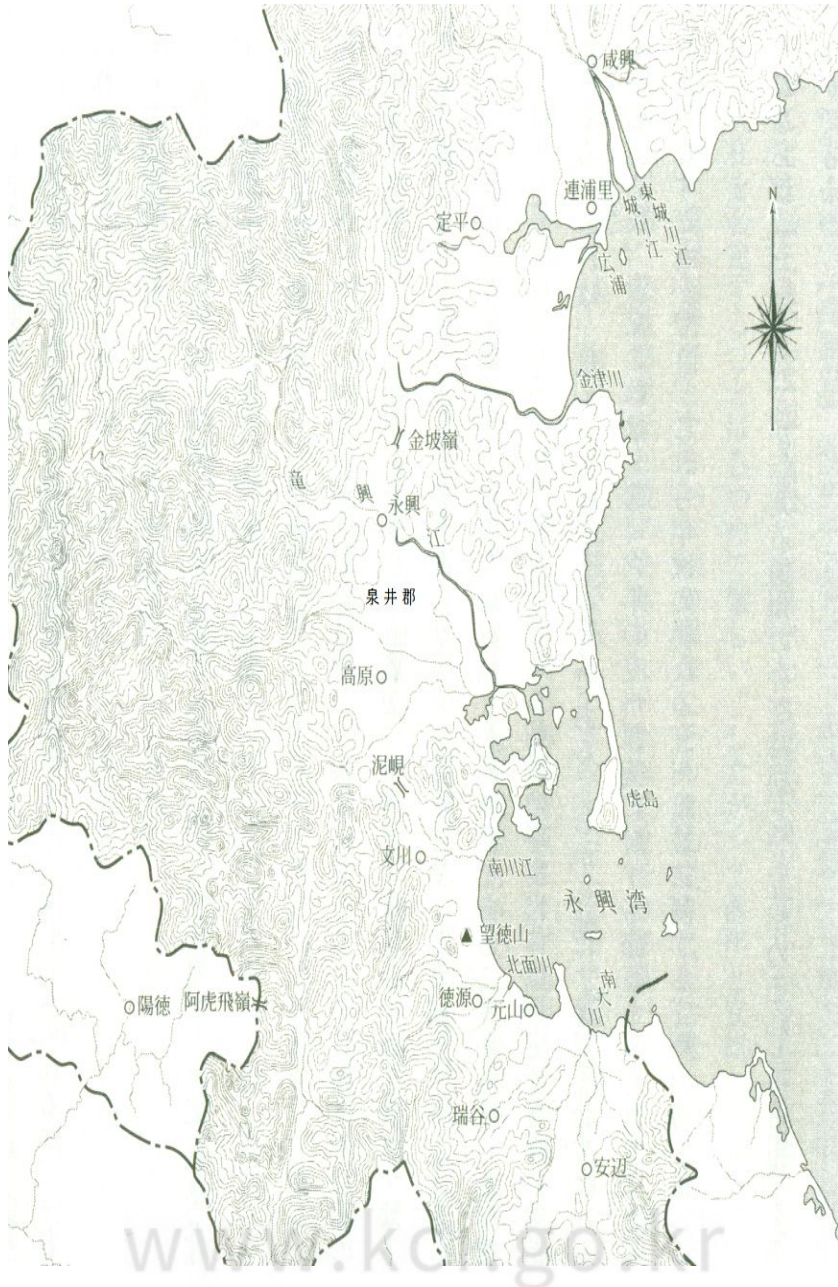 咸興
連浦里
東城川江
城川江
定平
広浦
N
金津川
金坡嶺
竜興江
永興
泉井郡
高原
泥峴
虎島
文川
南川江
永興湾
望徳山
北面川
南大川
陽徳
阿虎飛嶺
徳源
元山
瑞谷
安辺
www.kci.go.kr